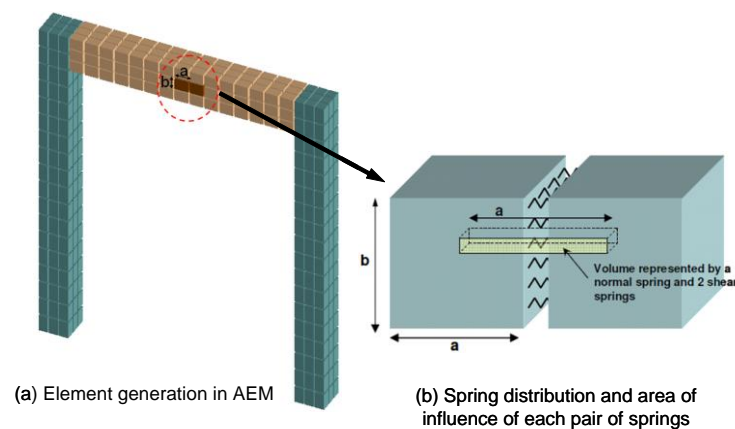 a
b
a
b
a
Volume represented by a
normal spring and 2 shear
springs
(a) Element generation in AEM
(b) Spring distribution and area of
influence of each pair of springs